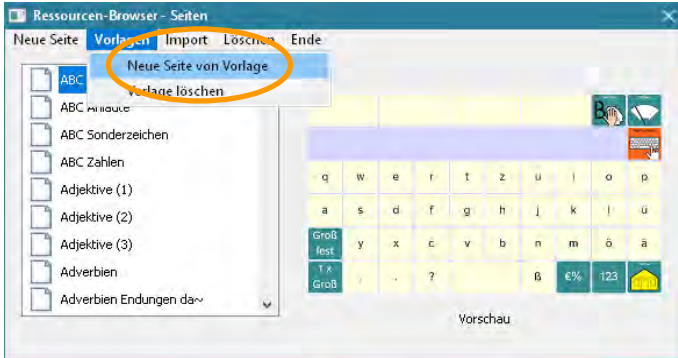 Ressourcen-Browser - Seiten
Neue Seite Vorlagen Import Löschen Ende
Neue Seite von Vorlage
Vorlage löschen
ABC
ABC Anlaute
ABC Sonderzeichen
ABC Zahlen
Adjektive (1)
Adjektive (2)
Adjektive (3)
Adverbien
Adverbien Endungen da~
B
q w e r t z u i o p
a s d f g h j k l ü
Groß fest y x c v b n m ö ä
1 x Groß , . ? ß €% 123
Vorschau